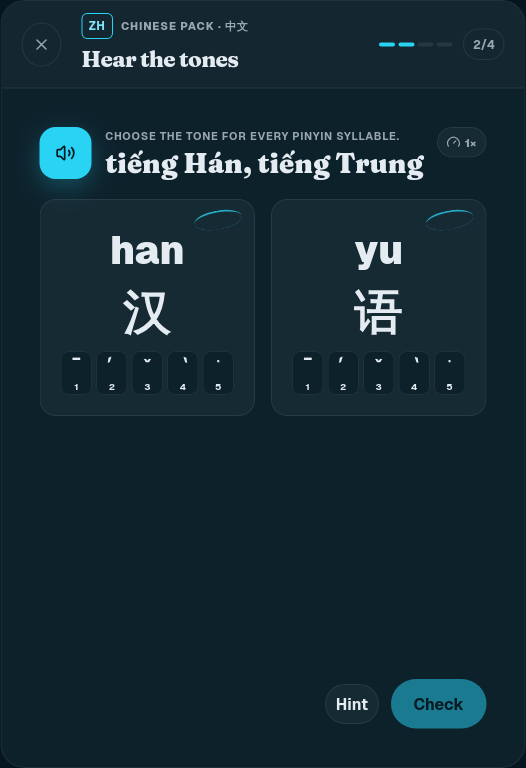 ZH
CHINESE PACK · 中文
Hear the tones
2/4
CHOOSE THE TONE FOR EVERY PINYIN SYLLABLE.
tiếng Hán, tiếng Trung
1×
han
汉
ˉ ˊ ˇ ˋ ·
1 2 3 4 5
yu
语
ˉ ˊ ˇ ˋ ·
1 2 3 4 5
Hint
Check